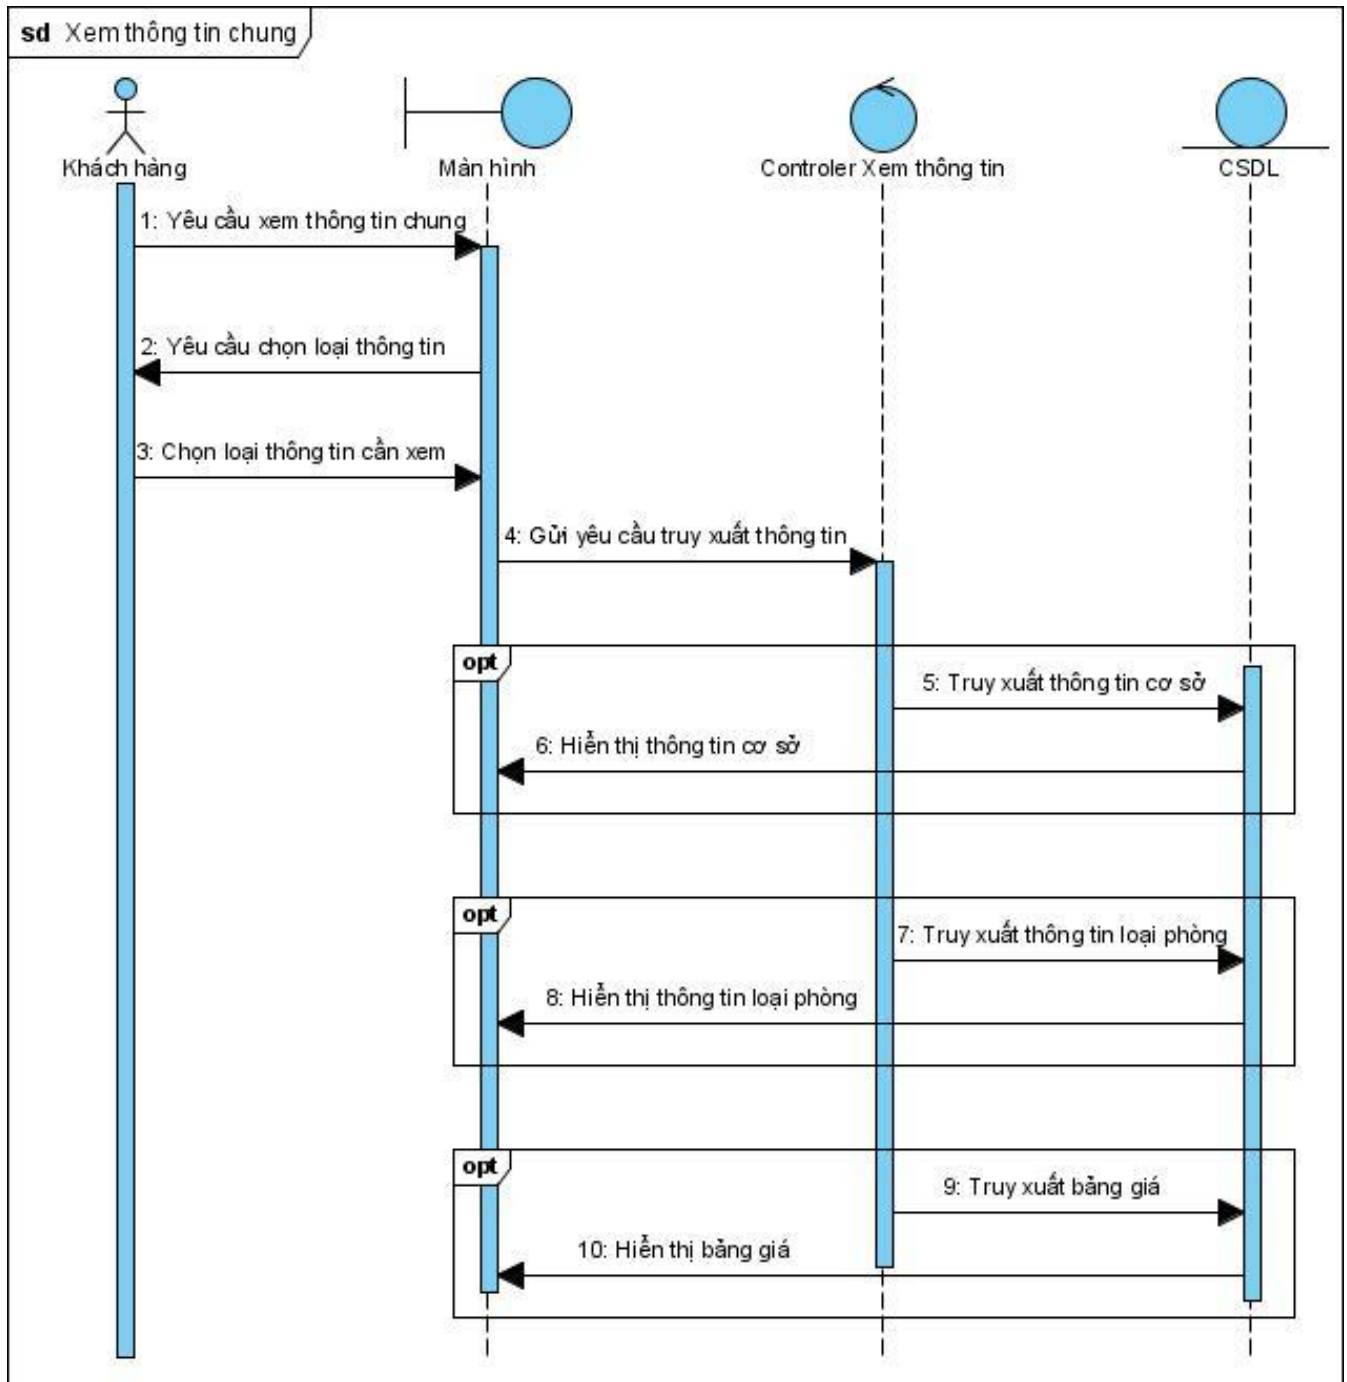 sd Xem thông tin chung
Khách hàng
Màn hình
Controler Xem thông tin
CSDL
1: Yêu cầu xem thông tin chung
2: Yêu cầu chọn loại thông tin
3: Chọn loại thông tin cần xem
4: Gửi yêu cầu truy xuất thông tin
opt
5: Truy xuất thông tin cơ sở
6: Hiển thị thông tin cơ sở
opt
7: Truy xuất thông tin loại phòng
8: Hiển thị thông tin loại phòng
opt
9: Truy xuất bảng giá
10: Hiển thị bảng giá